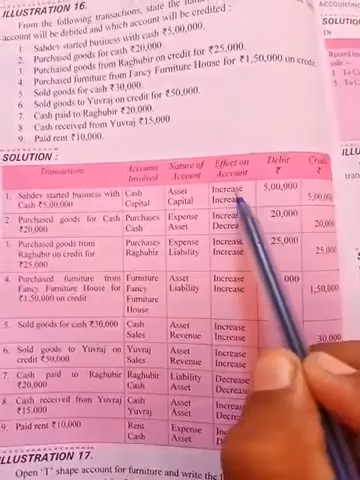 ILLUSTRATION 16.
From the following transactions, state the
account will be debited and which account will be credited :
1. Sahdev started business with cash ₹5,00,000.
2. Purchased goods for cash ₹20,000.
3. Purchased goods from Raghubir on credit for ₹25,000.
4. Purchased furniture from Fancy Furniture House for ₹1,50,000 on credit.
5. Sold goods for cash ₹30,000.
6. Sold goods to Yuvraj on credit for ₹50,000.
7. Cash paid to Raghubir ₹20,000.
8 Cash received from Yuvraj ₹15,000.
9. Paid rent ₹10,000.
SOLUTION :
Transactions Accounts Involved Nature of Account Effect on Account Debit ₹ Credit ₹
1. Sahdev started business with Cash Asset Increase 5,00,000
Cash ₹5,00,000 Capital Capital Increase 5,00,000
2. Purchased goods for Cash Purchases Expense Increase 20,000
₹20,000 Cash Asset 20,000
3. Purchased goods from Purchases Expense Increase 25,000
Raghubir on credit for Raghubir Liability Increase 25,000
₹25,000
4. Purchased furniture from Furniture Asset Increase 000
Fancy Furniture House for Fancy Liability Increase 1,50,000
₹1,50,000 on credit Furniture
House
5. Sold goods for cash ₹30,000 Cash Asset Increase
Sales Revenue Increase 30,000
6. Sold goods to Yuvraj on Yuvraj Asset Increase
credit ₹50,000 Sales Revenue Increase
7. Cash paid to Raghubir Raghubir Liability Decrease
₹20,000 Cash Asset Decrease
8 Cash received from Yuvraj Cash Asset
₹15,000 Yuvraj Asset
9. Paid rent ₹10,000 Rent Expense
Cash Asset
ILLUSTRATION 17.
Open "T" shape account for furniture and write the
ACCOUNTING
SOLUTION
Dr